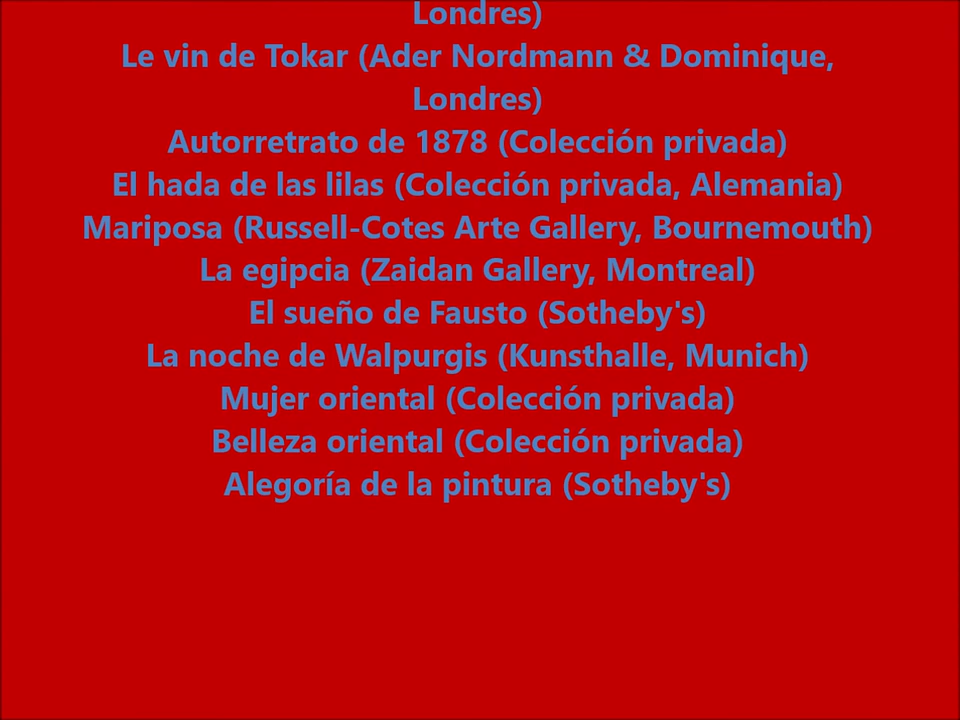 Londres)
Le vin de Tokar (Ader Nordmann & Dominique,
Londres)
Autorretrato de 1878 (Colección privada)
El hada de las lilas (Colección privada, Alemania)
Mariposa (Russell-Cotes Arte Gallery, Bournemouth)
La egipcia (Zaidan Gallery, Montreal)
El sueño de Fausto (Sotheby's)
La noche de Walpurgis (Kunsthalle, Munich)
Mujer oriental (Colección privada)
Belleza oriental (Colección privada)
Alegoría de la pintura (Sotheby's)